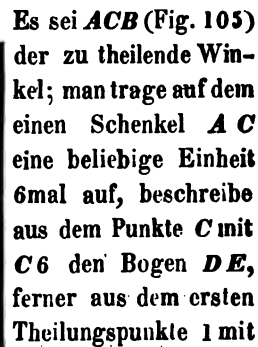 Es sei ACB (Fig. 105)
der zu theilende Win-
kel; man trage auf dem
einen Schenkel A C
eine beliebige Einheit
6mal auf, beschreibe
aus dem Punkte C mit
C 6 den Bogen DE,
ferner aus dem ersten
Theilungspunkte 1 mit